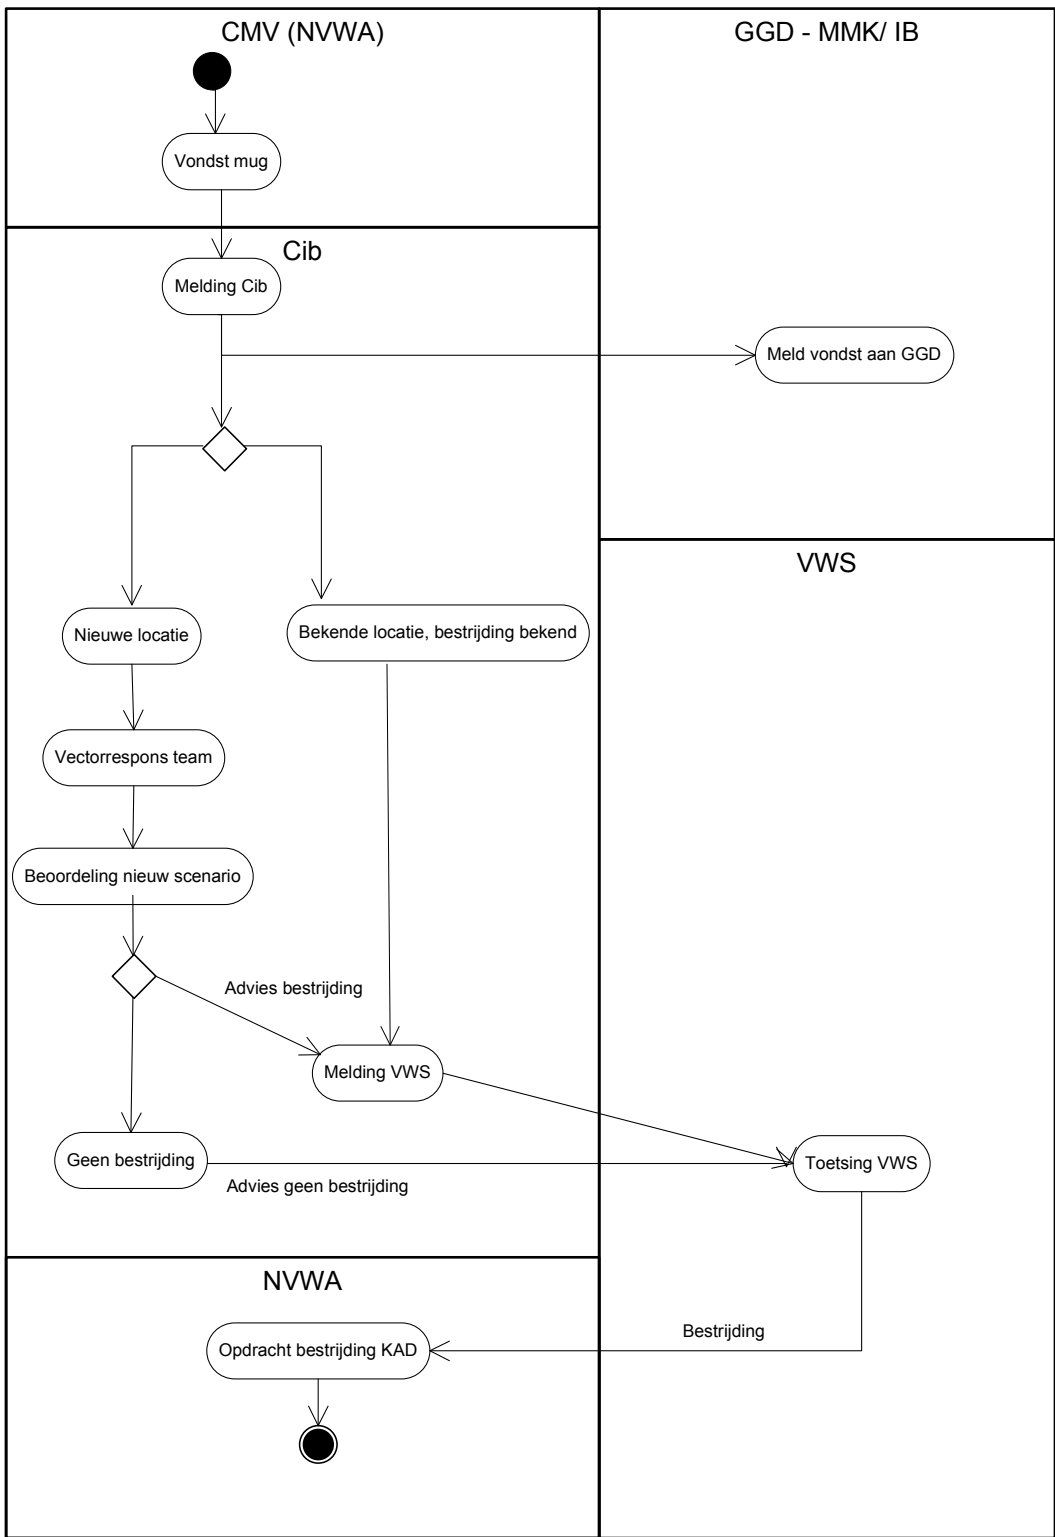 CMV (NVWA)
GGD - MMK/ IB
Vondst mug
Cib
Melding Cib
Meld vondst aan GGD
VWS
Nieuwe locatie
Bekende locatie, bestrijding bekend
Vectorrespons team
Beoordeling nieuw scenario
Advies bestrijding
Melding VWS
Geen bestrijding
Advies geen bestrijding
Toetsing VWS
NVWA
Bestrijding
Opdracht bestrijding KAD